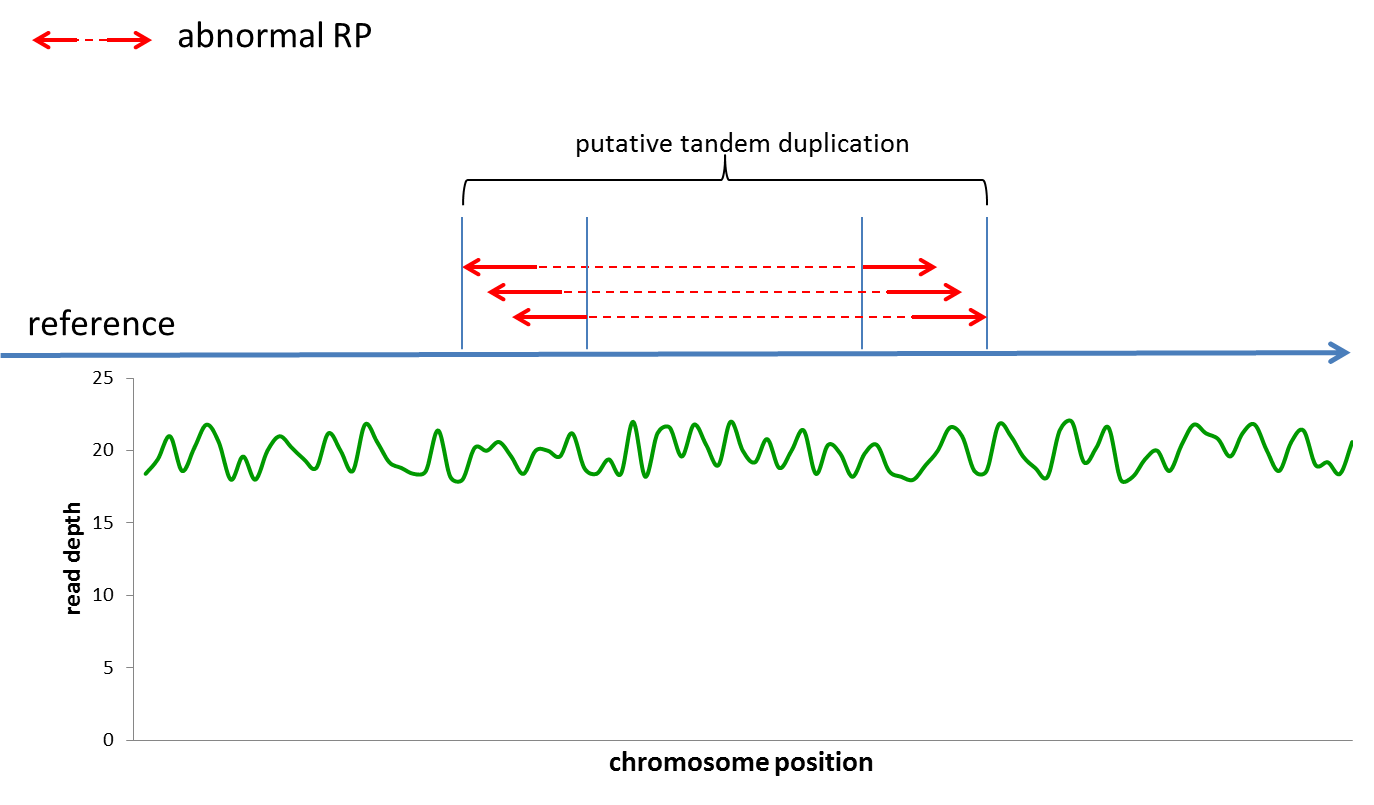 abnormal RP
putative tandem duplication
reference
25
20
15
10
5
0
read depth
chromosome position